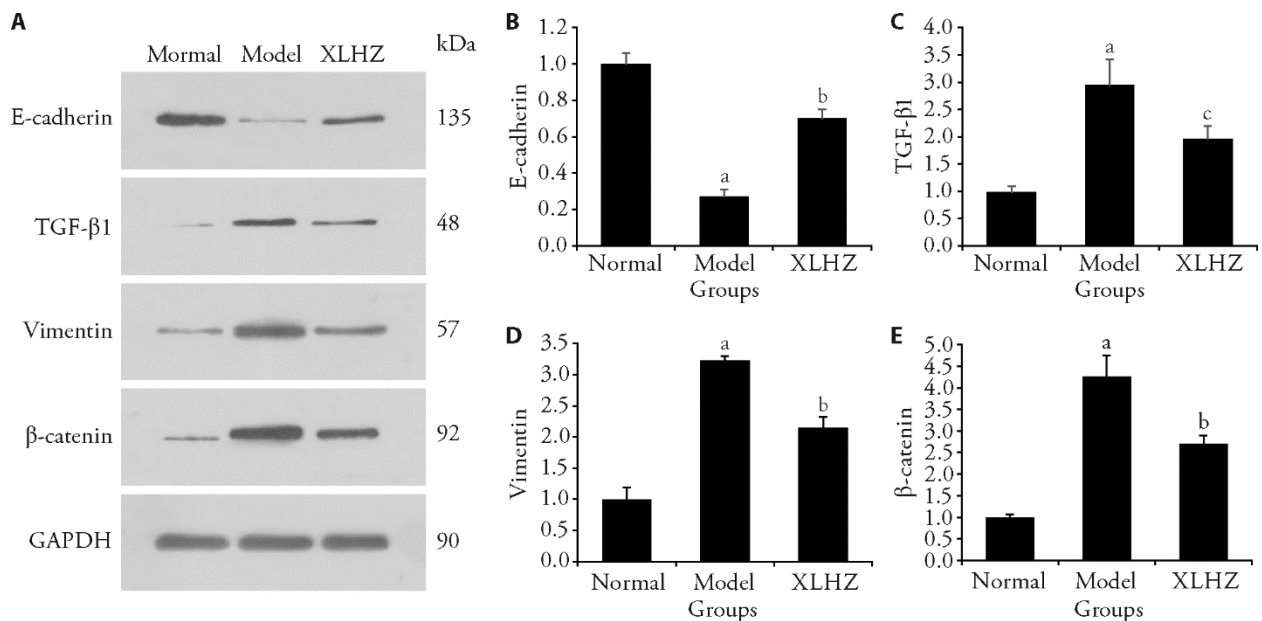 A
Mormal Model XLHZ kDa
E-cadherin 135
TGF-β1 48
Vimentin 57
β-catenin 92
GAPDH 90
B
E-cadherin
1.2
1.0
0.8
0.6
0.4
0.2
0.0
a
b
Normal Model XLHZ
Groups
C
TGF-β1
4.0
3.5
3.0
2.5
2.0
1.5
1.0
0.5
0.0
a
c
Normal Model XLHZ
Groups
D
Vimentin
3.5
3.0
2.5
2.0
1.5
1.0
0.5
0.0
a
b
Normal Model XLHZ
Groups
E
β-catenin
5.0
4.5
4.0
3.5
3.0
2.5
2.0
1.5
1.0
0.5
0.0
a
b
Normal Model XLHZ
Groups